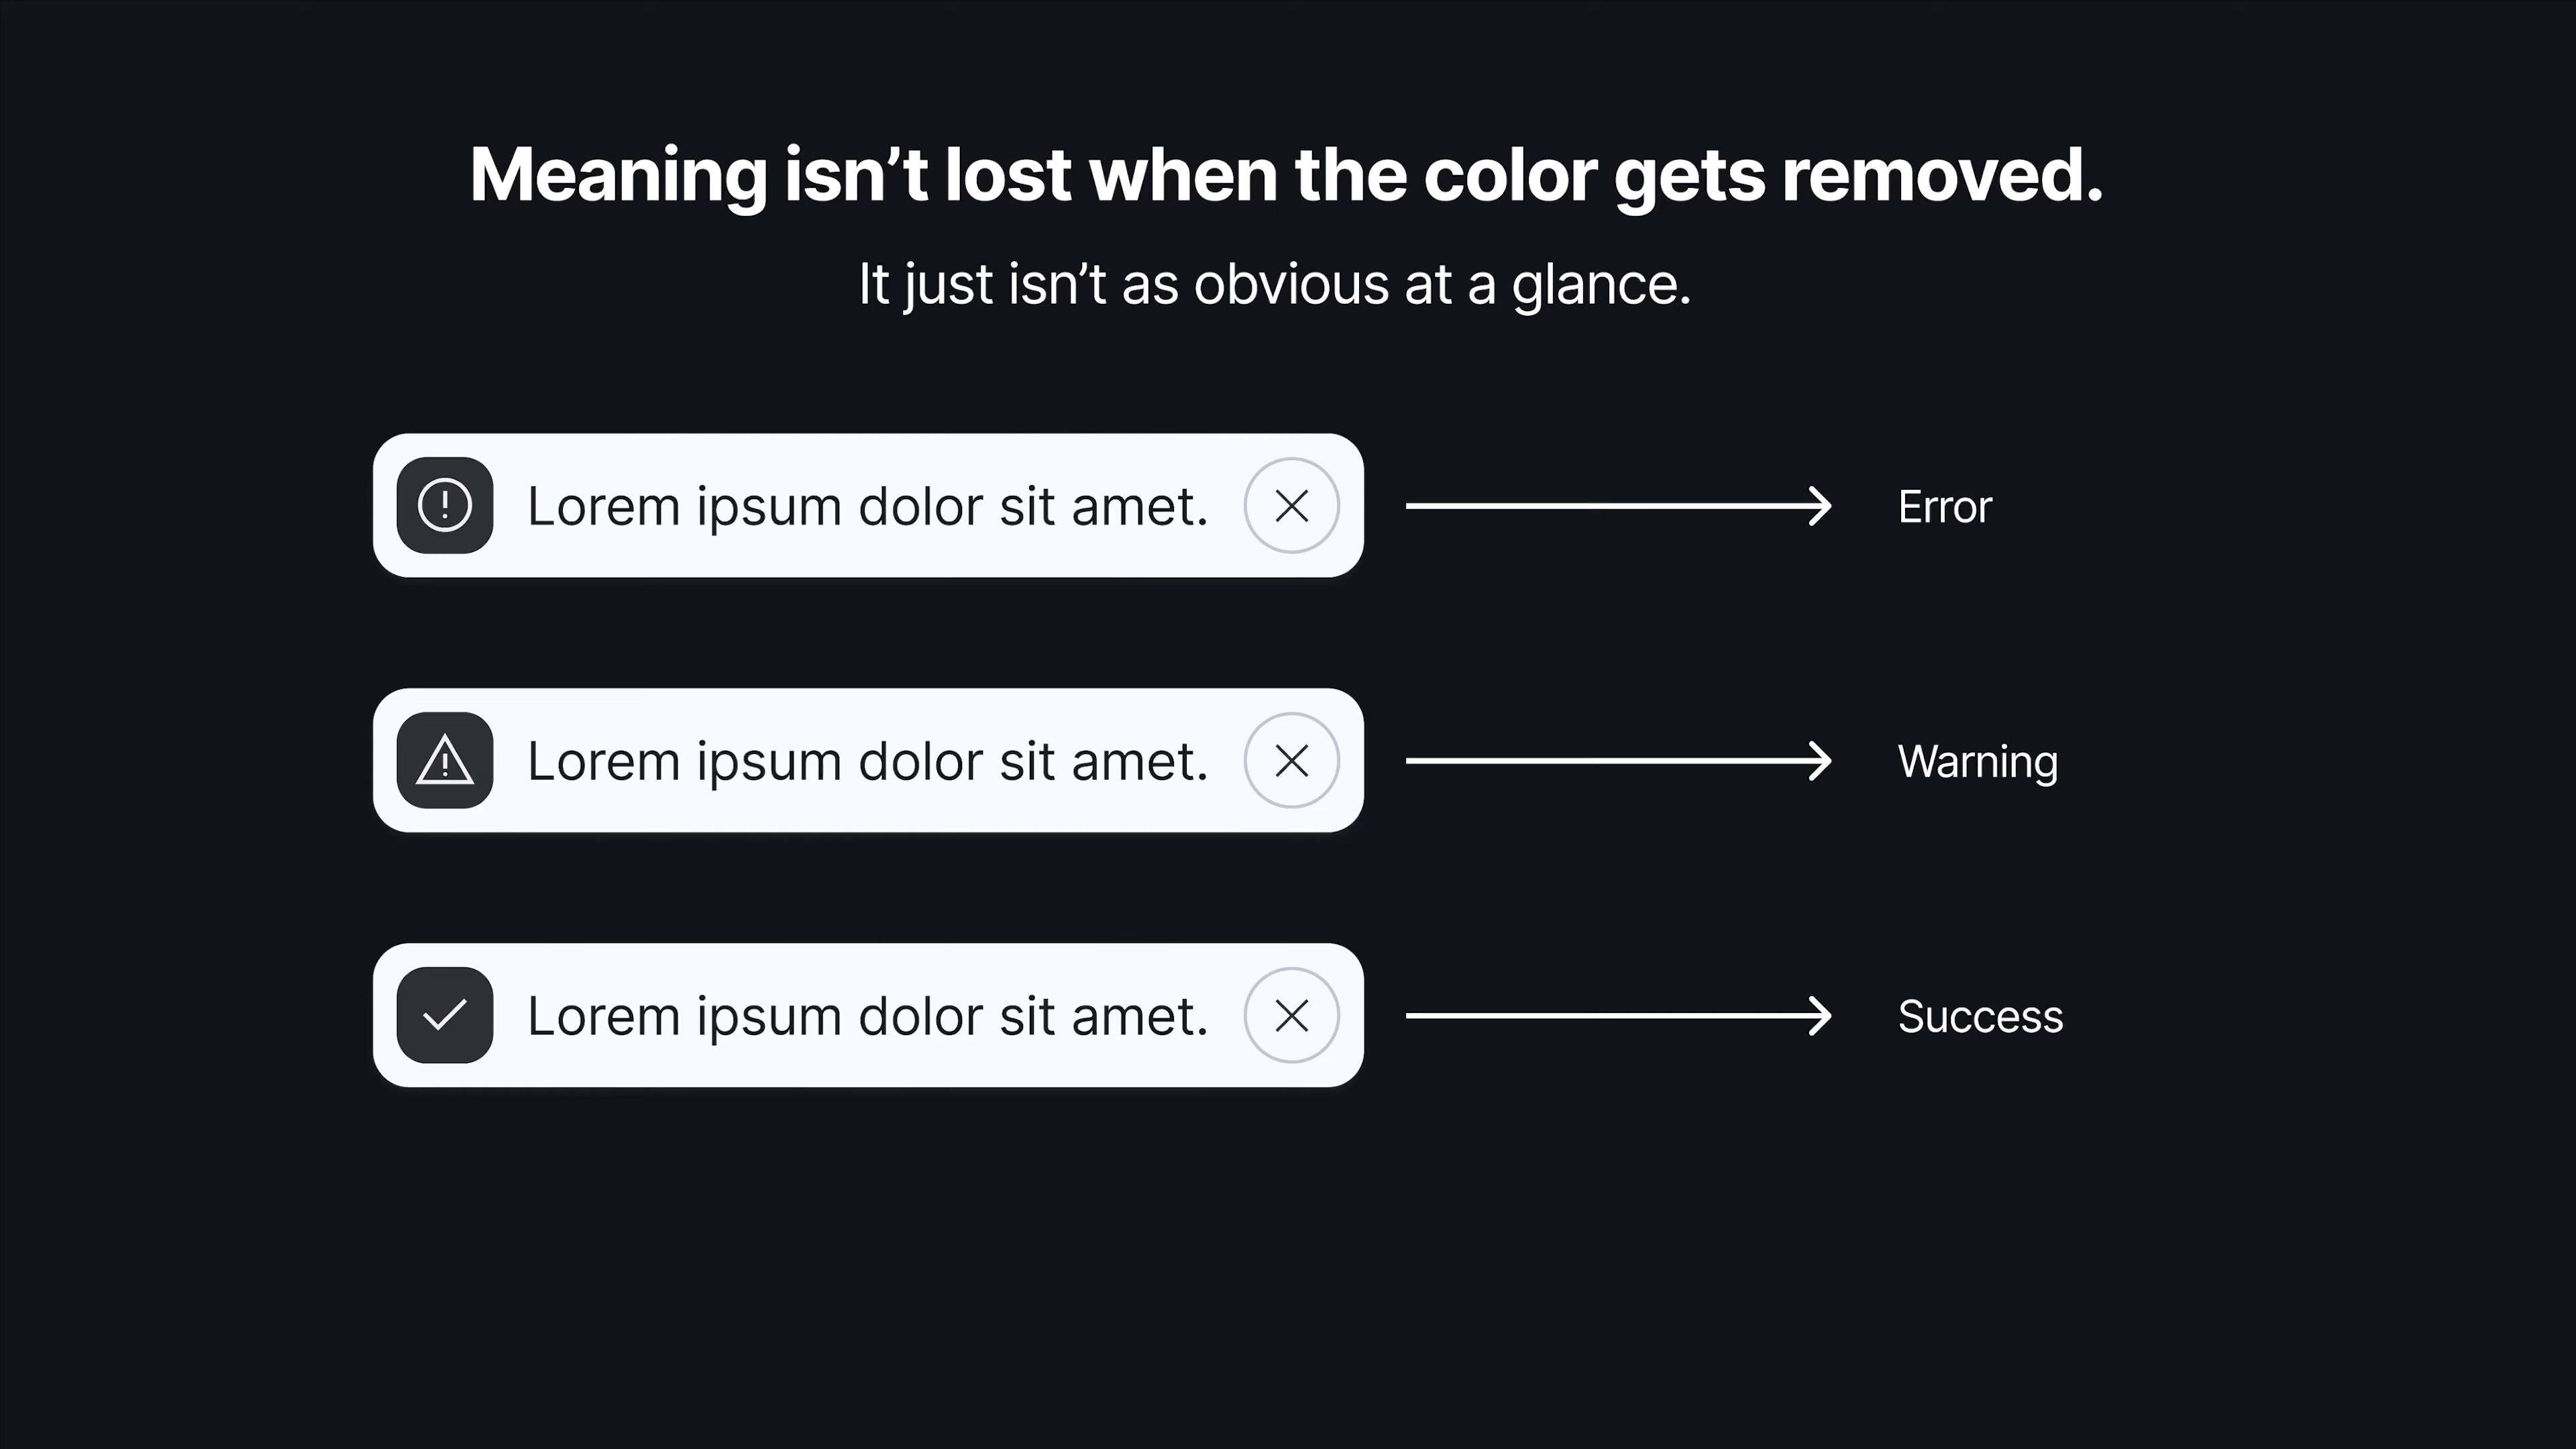 Meaning isn’t lost when the color gets removed.
It just isn’t as obvious at a glance.
Lorem ipsum dolor sit amet.
Error
Lorem ipsum dolor sit amet.
Warning
Lorem ipsum dolor sit amet.
Success